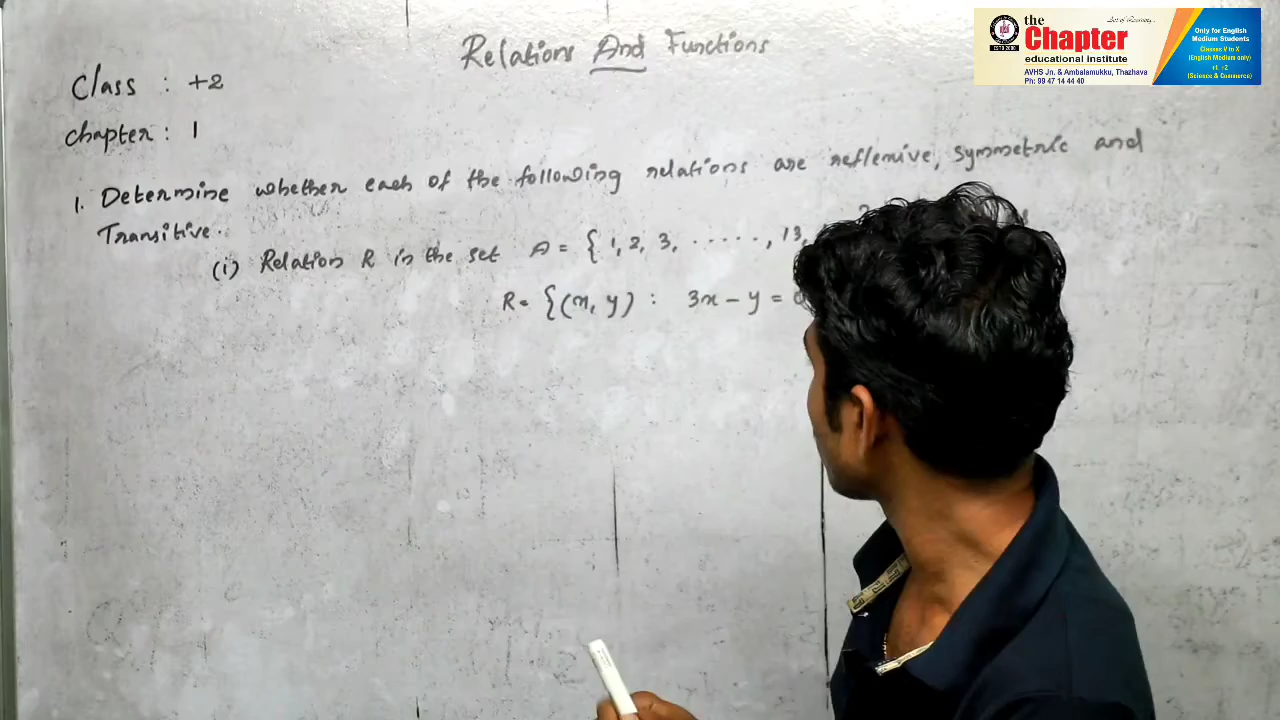 Relations And Functions
Class : +2
Chapter : 1
1. Determine whether each of the following relations are reflexive, symmetric and
Transitive.
(i) Relation R in the set A = { 1, 2, 3, ......, 13,
R = {(x, y) : 3x - y = 0
the
Chapter
educational institute
AVHS Jn. & Ambalamukku, Thazhava
Ph: 99 47 14 44 40
Only for English
Medium Students
Classes V to X
(English Medium only)
+1, +2
(Science & Commerce)